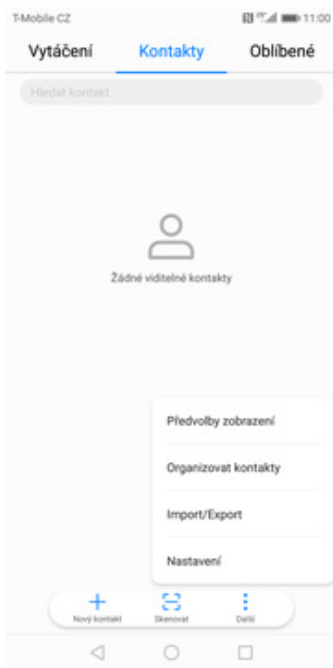 T-Mobile CZ 11:00
Vytáčení Kontakty Oblíbené
Hledat kontakt
Žádné viditelné kontakty
Předvolby zobrazení
Organizovat kontakty
Import/Export
Nastavení
Nový kontakt Skenovat Další